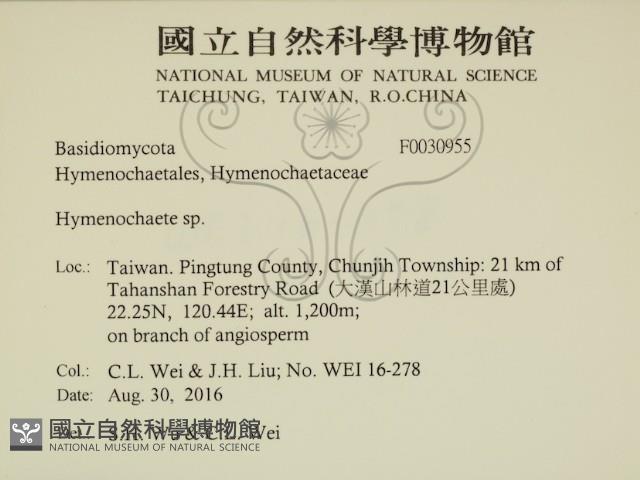 國立自然科學博物館
NATIONAL MUSEUM OF NATURAL SCIENCE
TAICHUNG, TAIWAN, R.O.CHINA
Basidiomycota F0030955
Hymenochaetales, Hymenochaetaceae
Hymenochaete sp.
Loc.: Taiwan. Pingtung County, Chunjih Township: 21 km of
Tahanshan Forestry Road (大漢山林道21公里處)
22.25N, 120.44E; alt. 1,200m;
on branch of angiosperm
Col.: C.L. Wei & J.H. Liu; No. WEI 16-278
Date: Aug. 30, 2016
Wei
國立自然科學博物館
NATIONAL MUSEUM OF NATURAL SCIENCE